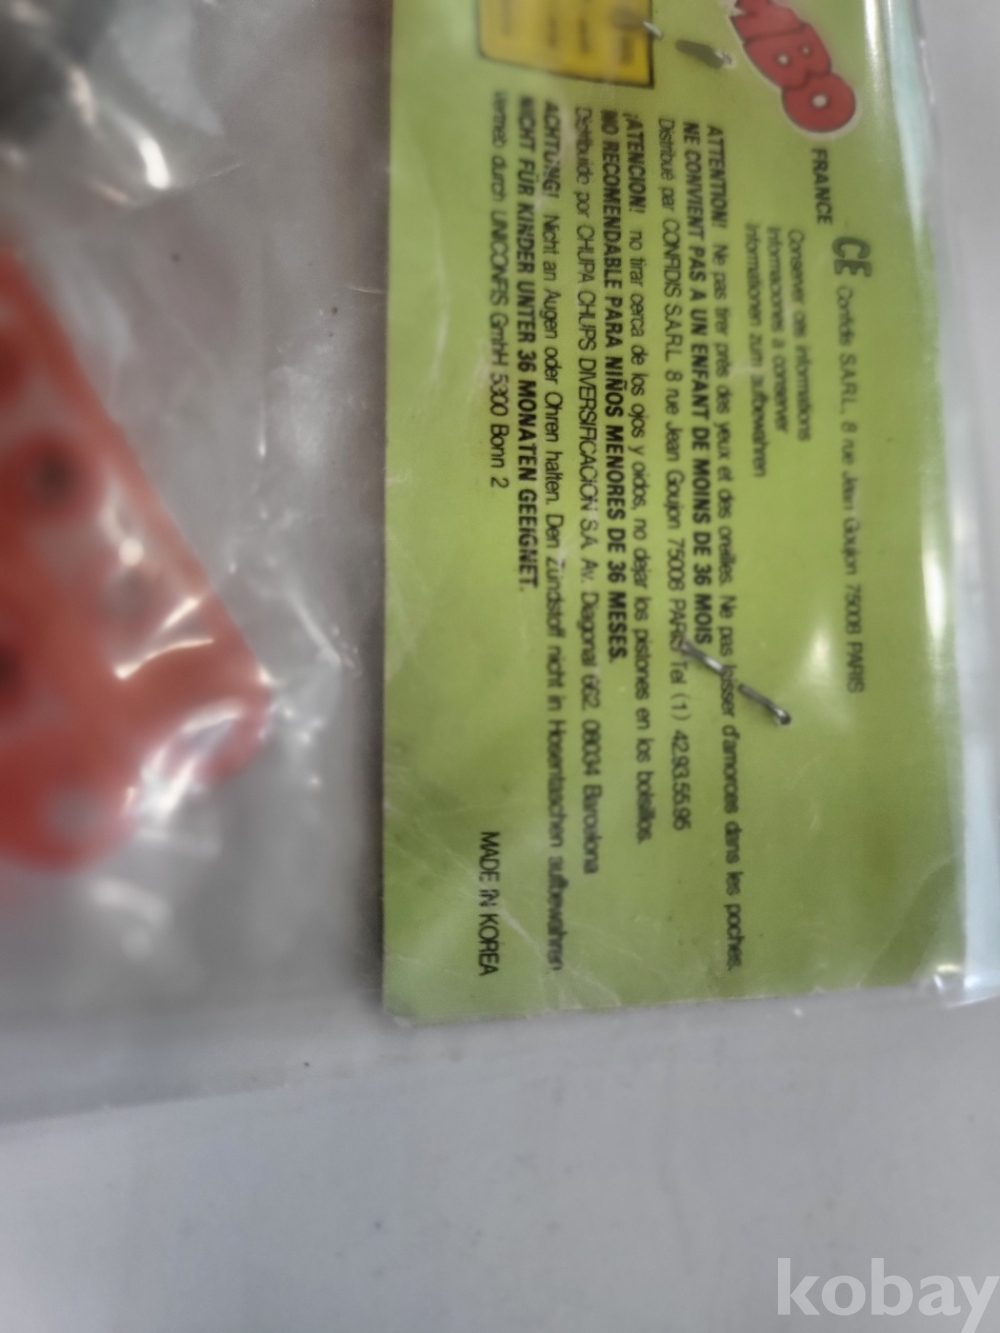 MBO
FRANCE
CE Confidis S.A.R.L. 8 rue Jean Goujon 75008 PARIS
Conserver ces informations
Informaciones a conserver
Informationen zum aufbewahren
ATTENTION! Ne pas tirer près des yeux et des oreilles. Ne pas laisser d'amorces dans les poches.
NE CONVIENT PAS A UN ENFANT DE MOINS DE 36 MOIS
Distribué par CONFIDIS S.A.R.L. 8 rue Jean Goujon 75008 PARIS Tel (1) 42.93.55.95
¡ATENCION! no tirar cerca de los ojos y oidos, no dejar los pistones en los bolsillos.
NO RECOMENDABLE PARA NIÑOS MENORES DE 36 MESES.
Distribuido por CHUPA CHUPS DIVERSIFICACION S.A. Av. Diagonal 662 08034 Barcelona
ACHTUNG! Nicht an Augen oder Ohren halten. Den Zündstoff nicht in Hosentaschen aufbewahren
NICHT FÜR KINDER UNTER 36 MONATEN GEEIGNET.
Vertrieb durch UNICONFIS GmbH 5300 Bonn 2
MADE IN KOREA
kobay